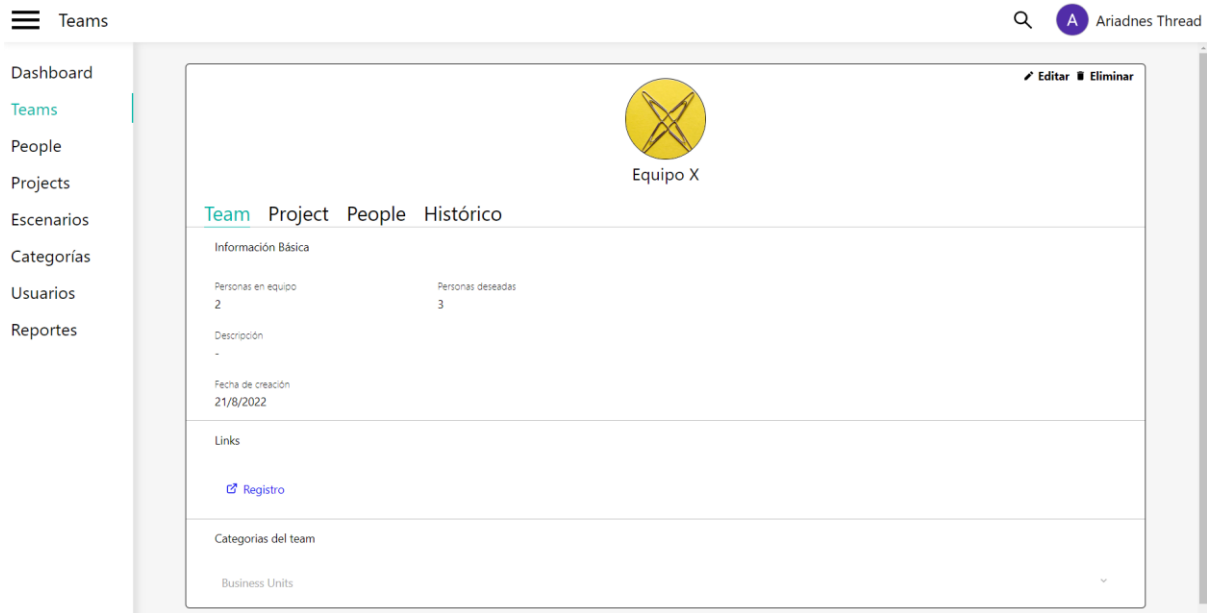 Teams
A
Ariadnes Thread
Dashboard
Teams
People
Projects
Escenarios
Categorías
Usuarios
Reportes
Editar Eliminar
Equipo X
Team Project People Histórico
Información Básica
Personas en equipo Personas deseadas
2 3
Descripción
-
Fecha de creación
21/8/2022
Links
Registro
Categorias del team
Business Units